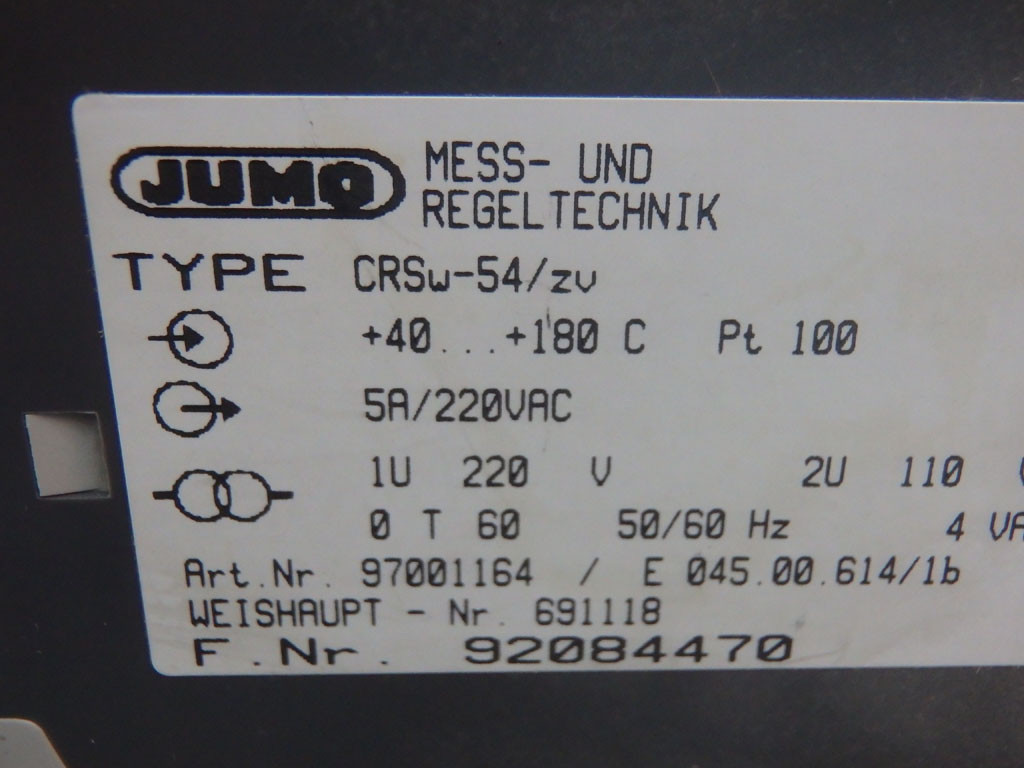 JUMO MESS- UND
REGELTECHNIK
TYPE CRSw-54/zv
+40...+180 C Pt 100
5A/220VAC
1U 220 V 2U 110
0 T 60 50/60 Hz 4 VA
Art.Nr. 97001164 / E 045.00.614/1b
WEISHAUPT - Nr. 691118
F.Nr. 92084470